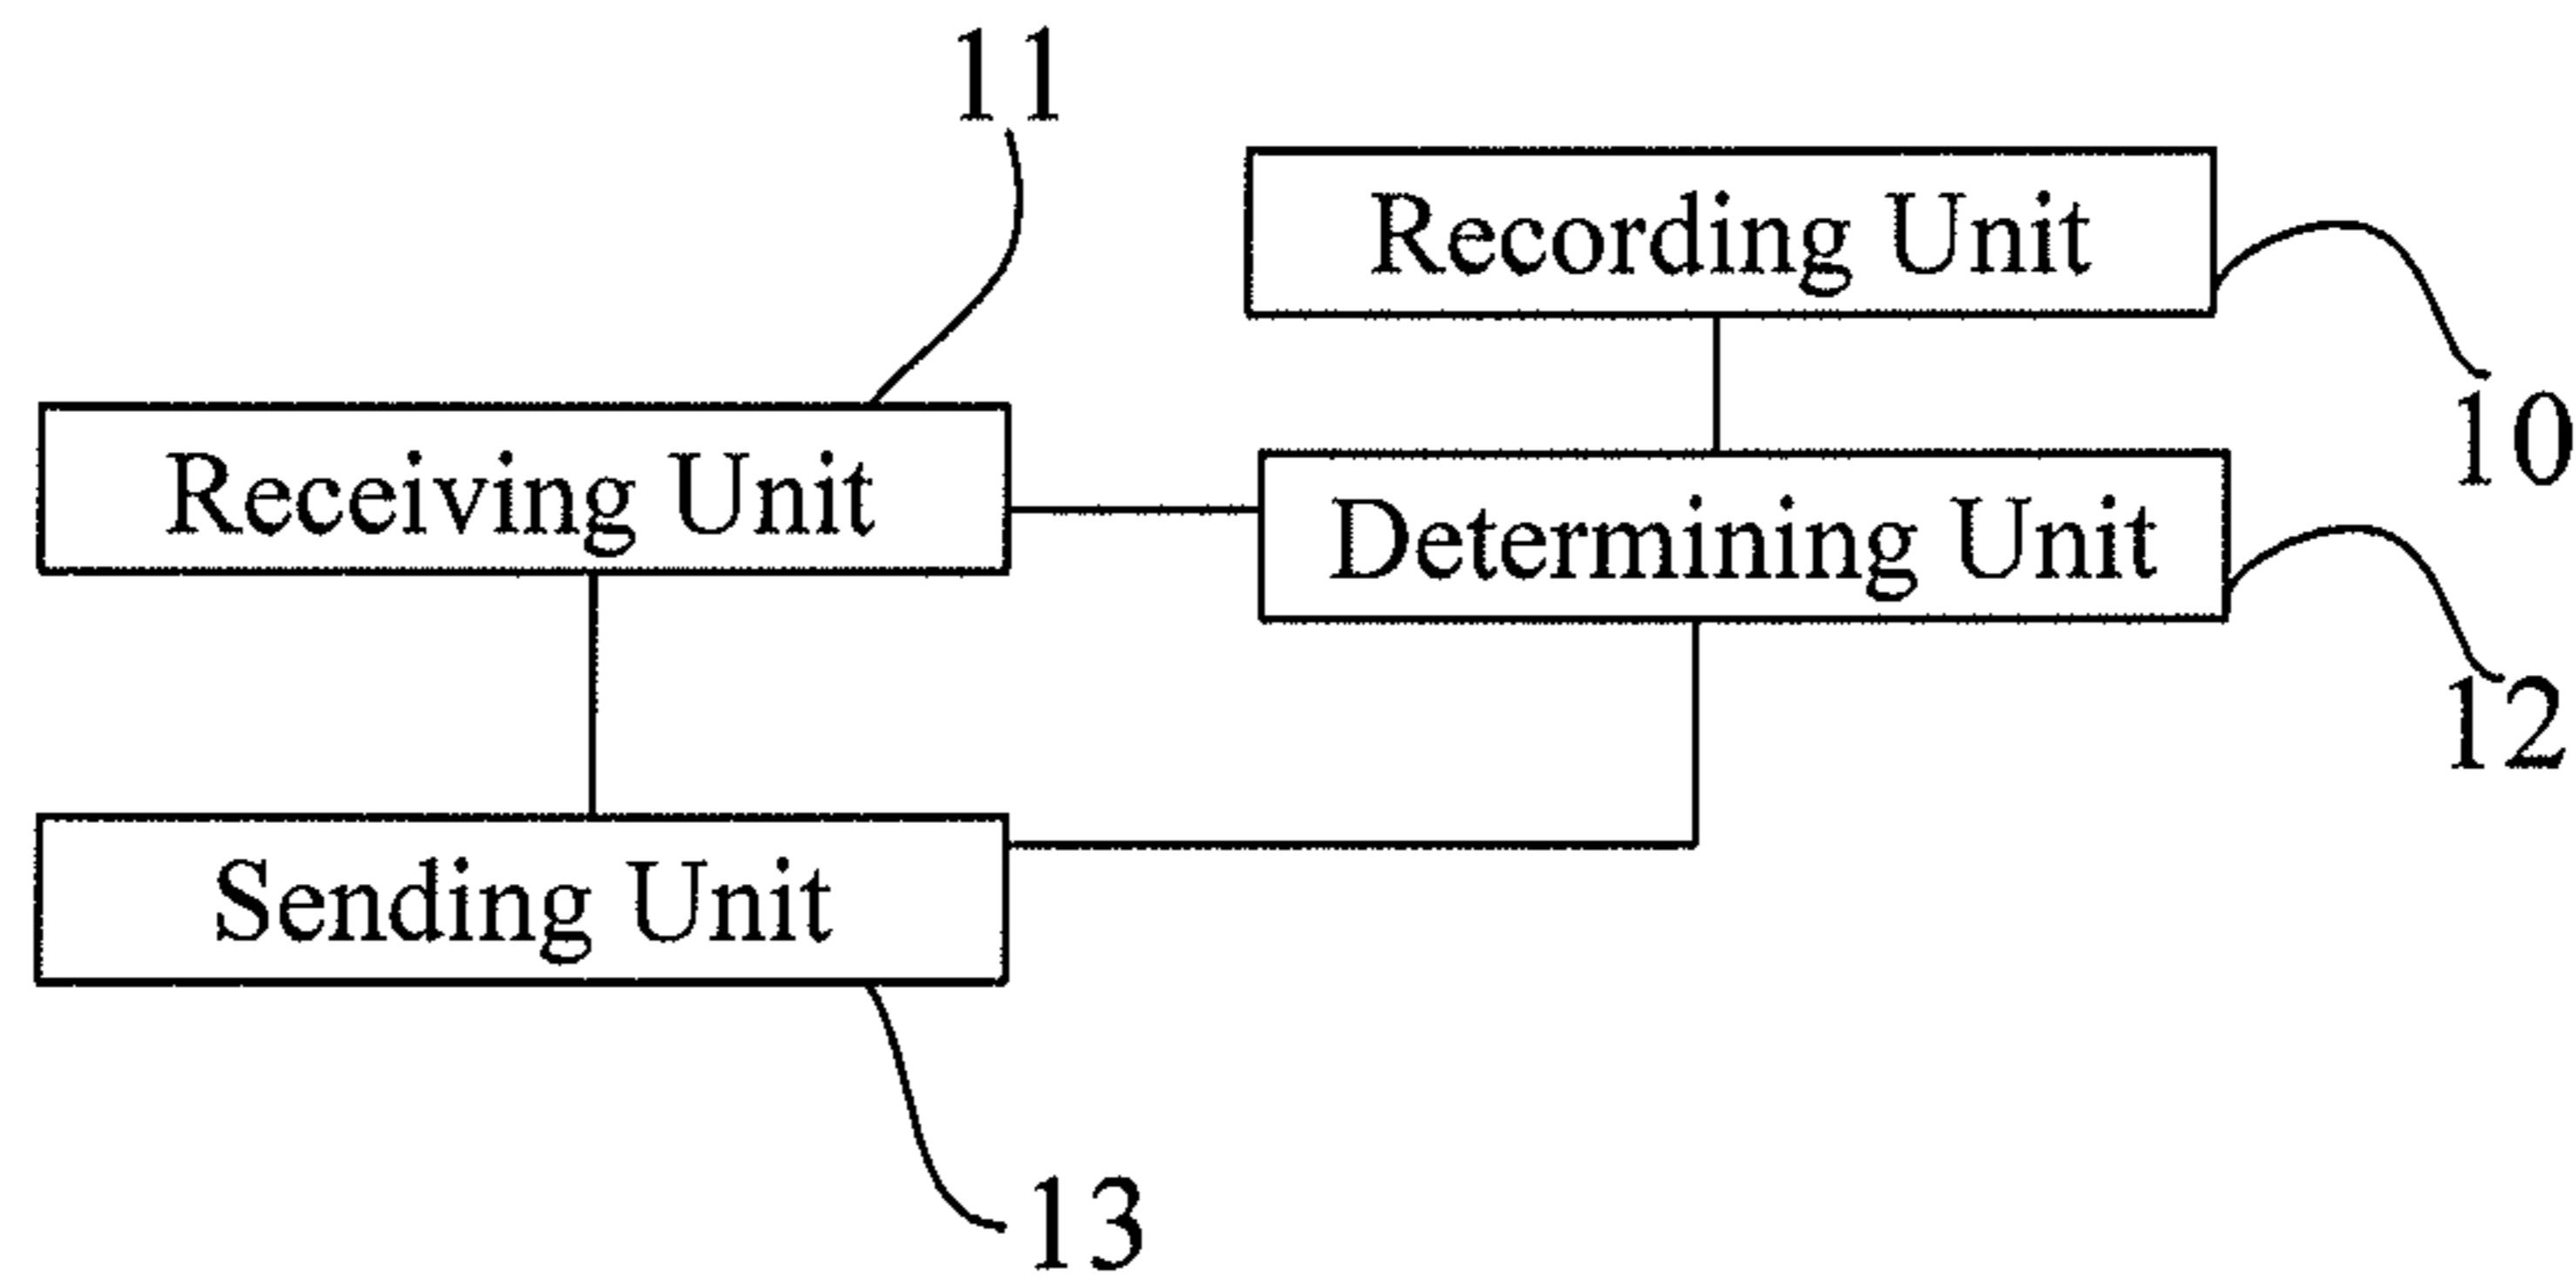 11
Recording Unit
10
Receiving Unit
Determining Unit
12
Sending Unit
13